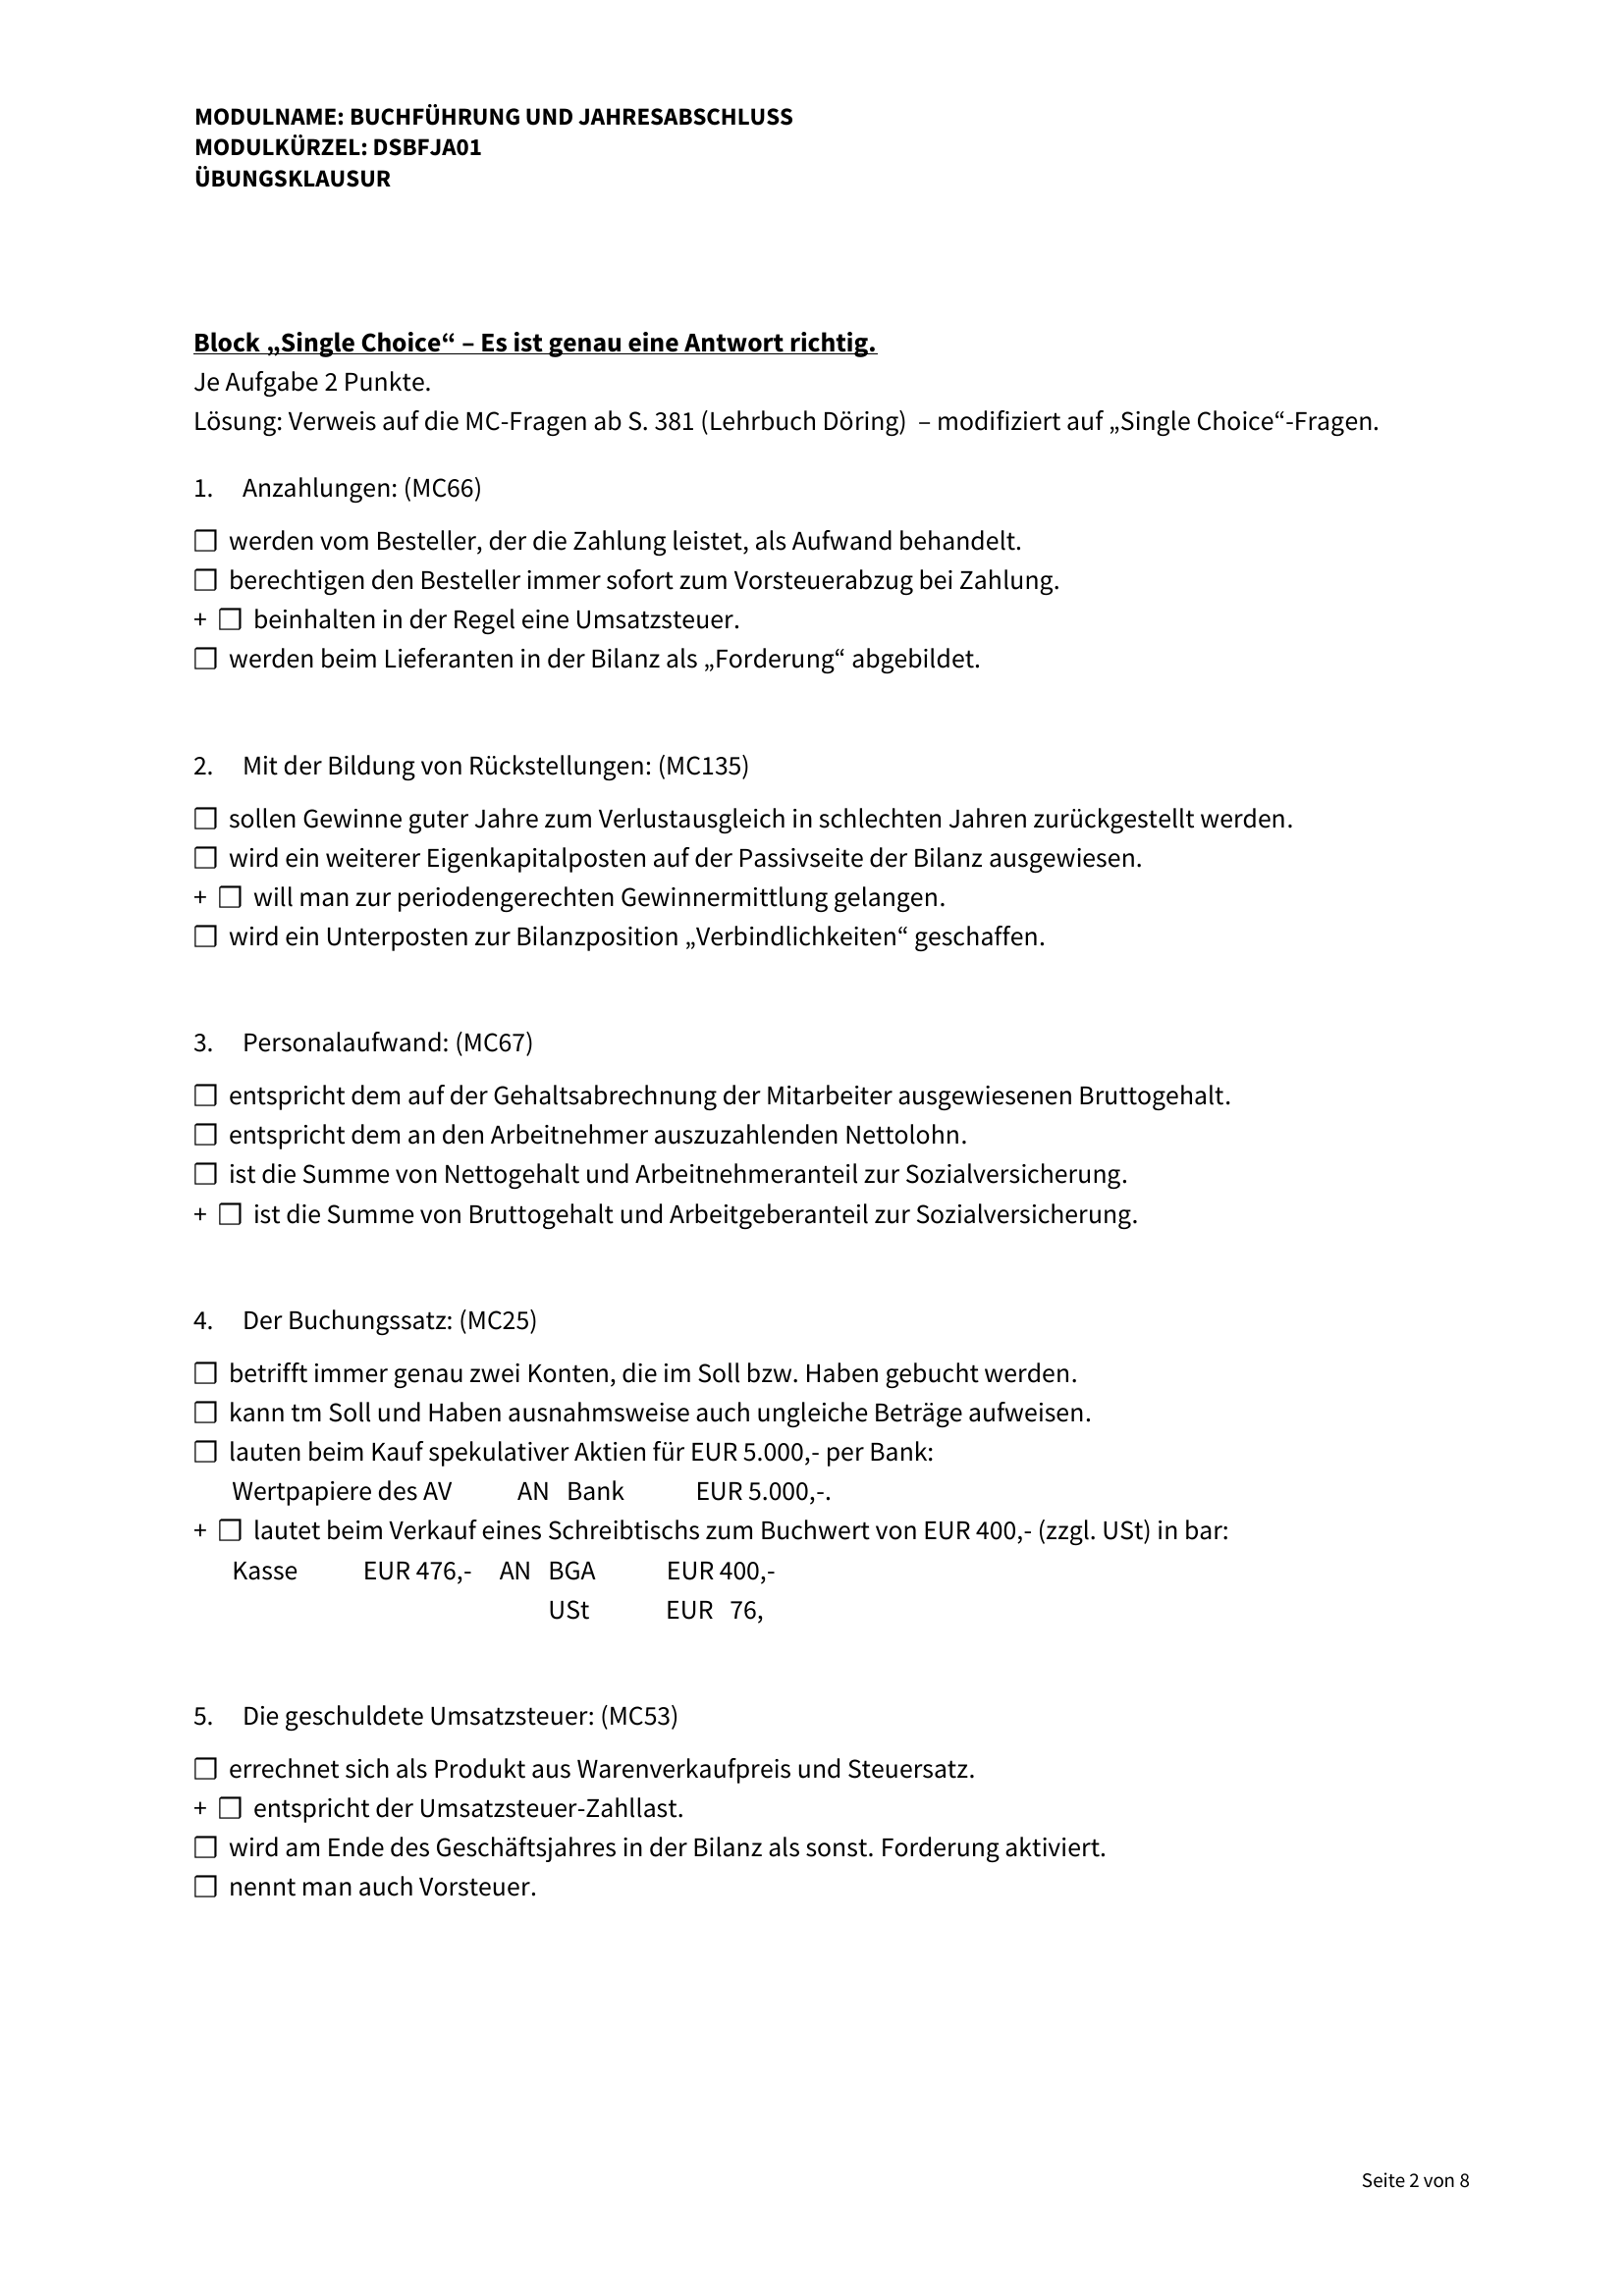 MODULNAME: BUCHFÜHRUNG UND JAHRESABSCHLUSS
MODULKÜRZEL: DSBFJA01
ÜBUNGSKLAUSUR
Block „Single Choice“ – Es ist genau eine Antwort richtig.
Je Aufgabe 2 Punkte.
Lösung: Verweis auf die MC-Fragen ab S. 381 (Lehrbuch Döring) – modifiziert auf „Single Choice“-Fragen.
1. Anzahlungen: (MC66)
❒ werden vom Besteller, der die Zahlung leistet, als Aufwand behandelt.
❒ berechtigen den Besteller immer sofort zum Vorsteuerabzug bei Zahlung.
+ ❒ beinhalten in der Regel eine Umsatzsteuer.
❒ werden beim Lieferanten in der Bilanz als „Forderung“ abgebildet.
2. Mit der Bildung von Rückstellungen: (MC135)
❒ sollen Gewinne guter Jahre zum Verlustausgleich in schlechten Jahren zurückgestellt werden.
❒ wird ein weiterer Eigenkapitalposten auf der Passivseite der Bilanz ausgewiesen.
+ ❒ will man zur periodengerechten Gewinnermittlung gelangen.
❒ wird ein Unterposten zur Bilanzposition „Verbindlichkeiten“ geschaffen.
3. Personalaufwand: (MC67)
❒ entspricht dem auf der Gehaltsabrechnung der Mitarbeiter ausgewiesenen Bruttogehalt.
❒ entspricht dem an den Arbeitnehmer auszuzahlenden Nettolohn.
❒ ist die Summe von Nettogehalt und Arbeitnehmeranteil zur Sozialversicherung.
+ ❒ ist die Summe von Bruttogehalt und Arbeitgeberanteil zur Sozialversicherung.
4. Der Buchungssatz: (MC25)
❒ betrifft immer genau zwei Konten, die im Soll bzw. Haben gebucht werden.
❒ kann tm Soll und Haben ausnahmsweise auch ungleiche Beträge aufweisen.
❒ lauten beim Kauf spekulativer Aktien für EUR 5.000,- per Bank:
Wertpapiere des AV AN Bank EUR 5.000,-.
+ ❒ lautet beim Verkauf eines Schreibtischs zum Buchwert von EUR 400,- (zzgl. USt) in bar:
Kasse EUR 476,- AN BGA EUR 400,-
USt EUR 76,
5. Die geschuldete Umsatzsteuer: (MC53)
❒ errechnet sich als Produkt aus Warenverkaufpreis und Steuersatz.
+ ❒ entspricht der Umsatzsteuer-Zahllast.
❒ wird am Ende des Geschäftsjahres in der Bilanz als sonst. Forderung aktiviert.
❒ nennt man auch Vorsteuer.
Seite 2 von 8